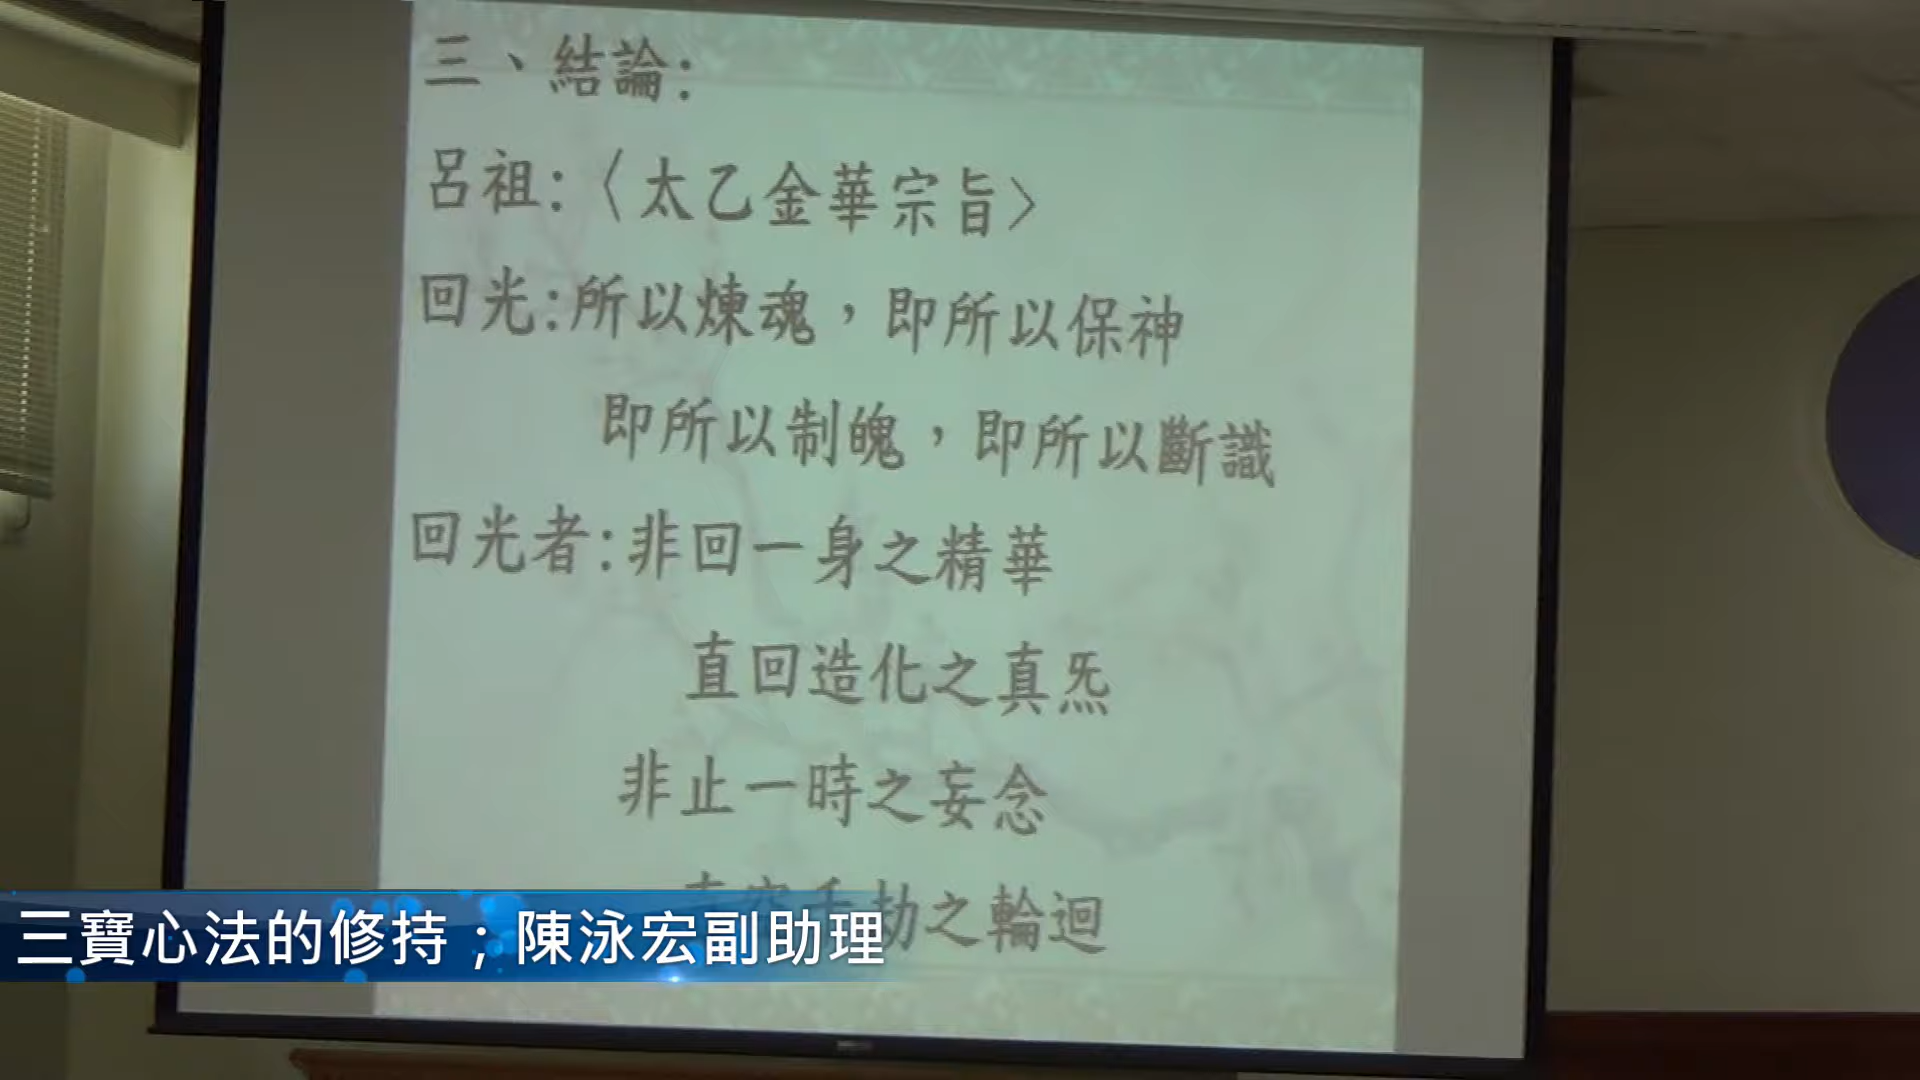 三、結論:
呂祖:〈太乙金華宗旨〉
回光:所以煉魂，即所以保神
即所以制魄，即所以斷識
回光者:非回一身之精華
直回造化之真炁
非止一時之妄念
劫之輪迴
三寶心法的修持；陳泳宏副助理